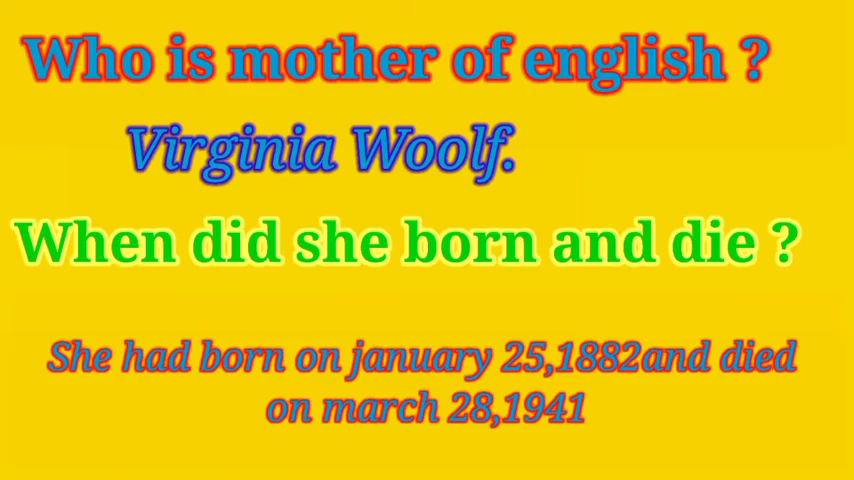 Who is mother of english ?
Virginia Woolf.
When did she born and die ?
She had born on january 25,1882and died
on march 28,1941